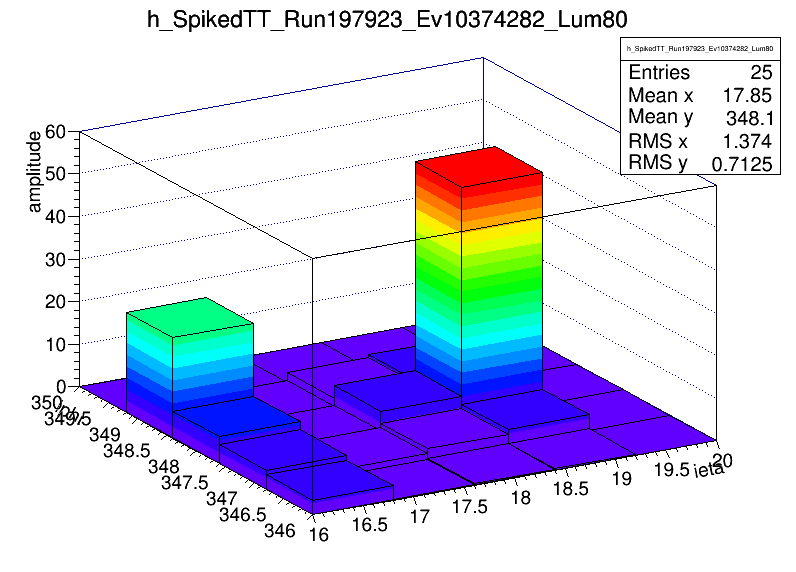 h_SpikedTT_Run197923_Ev10374282_Lum80
h_SpikedTT_Run197923_Ev10374282_Lum80
Entries 25
Mean x 17.85
Mean y 348.1
RMS x 1.374
RMS y 0.7125
amplitude
60
50
40
30
20
10
0
350
349.5
349
348.5
348
347.5
347
346.5
346
16
16.5
17
17.5
18
18.5
19
19.5
20
ieta